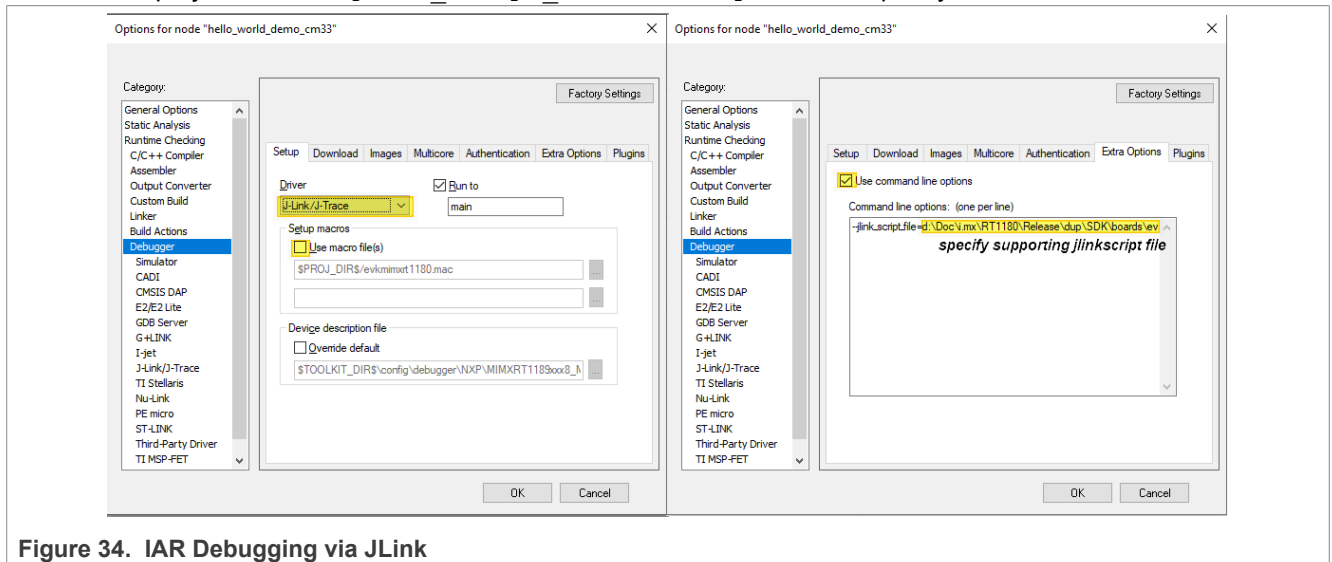 Options for node "hello_world_demo_cm33"
Category:
Factory Settings
General Options
Static Analysis
Runtime Checking
C/C++ Compiler
Assembler
Output Converter
Custom Build
Linker
Build Actions
Debugger
Simulator
CADI
CMSIS DAP
E2/E2 Lite
GDB Server
G+LINK
I-jet
J-Link/J-Trace
TI Stellaris
Nu-Link
PE micro
ST-LINK
Third-Party Driver
TI MSP-FET
Setup Download Images Multicore Authentication Extra Options Plugins
Driver
Run to
J-Link/J-Trace
main
Setup macros
Use macro file(s)
$PROJ_DIR$/evkmimxrt1180.mac
...
...
Device description file
Override default
$TOOLKIT_DIR$\config\debugger\NXP\MIMXRT1189xxx8_M
...
OK Cancel
Options for node "hello_world_demo_cm33"
Category:
Factory Settings
General Options
Static Analysis
Runtime Checking
C/C++ Compiler
Assembler
Output Converter
Custom Build
Linker
Build Actions
Debugger
Simulator
CADI
CMSIS DAP
E2/E2 Lite
GDB Server
G+LINK
I-jet
J-Link/J-Trace
TI Stellaris
Nu-Link
PE micro
ST-LINK
Third-Party Driver
TI MSP-FET
Setup Download Images Multicore Authentication Extra Options Plugins
Use command line options
Command line options: (one per line)
--jlink_script_file=d:\Doc\i.mx\RT1180\Release\dup\SDK\boards\ev
specify supporting jlinkscript file
OK Cancel
Figure 34. IAR Debugging via JLink